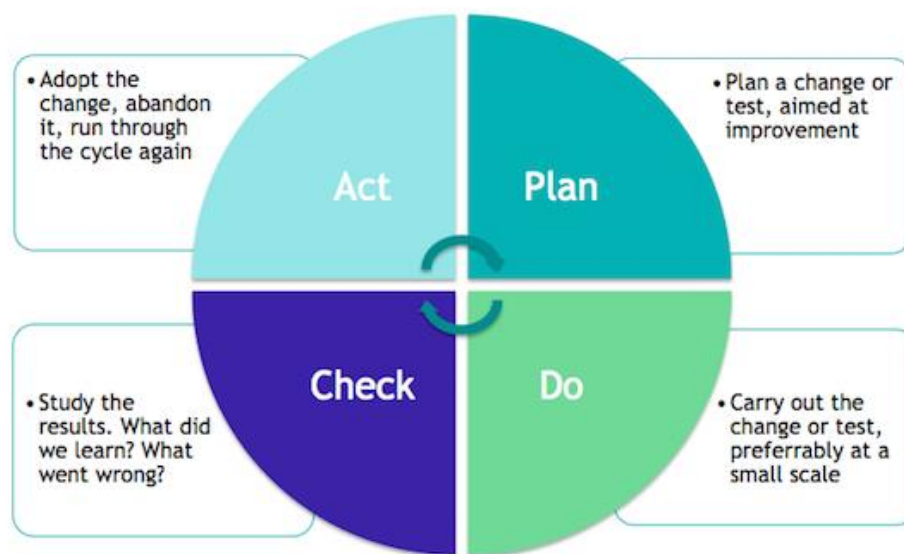 • Adopt the
change, abandon
it, run through
the cycle again
Act
Plan
• Plan a change or
test, aimed at
improvement
• Study the
results. What did
we learn? What
went wrong?
Check
Do
• Carry out the
change or test,
preferrably at a
small scale